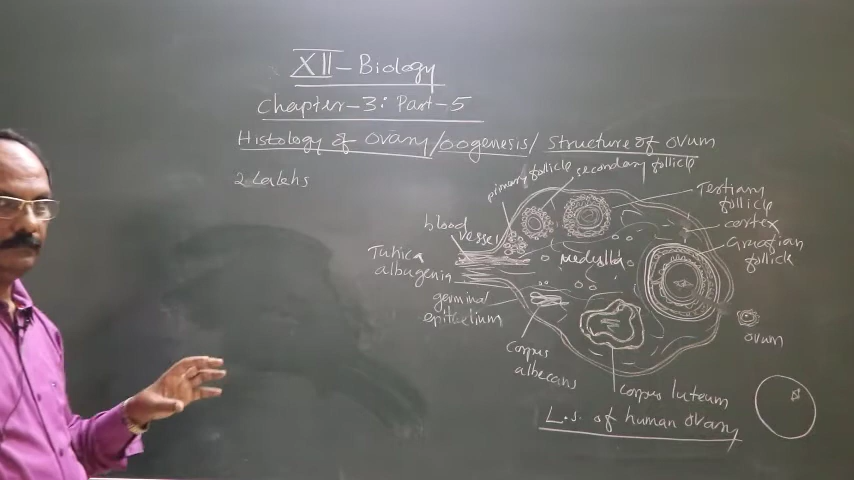 XII - Biology
Chapter-3: Part-5
Histology of Ovary/oogenesis/ Structure of Ovum
2 Lakhs
primary follicle
secondary follicle
Tertiary
follicle
cortex
Graafian
follicle
blood
vessel
Tunica
albugenia
germinal
epithelium
medulla
corpus
albecans
corpus luteum
ovum
L.S. of human Ovary